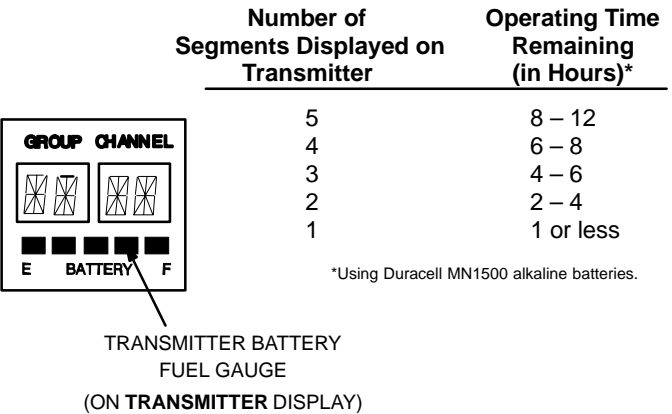 Number of
Segments Displayed on
Transmitter
Operating Time
Remaining
(in Hours)*
5 8 – 12
4 6 – 8
3 4 – 6
2 2 – 4
1 1 or less
*Using Duracell MN1500 alkaline batteries.
GROUP CHANNEL
E BATTERY F
TRANSMITTER BATTERY
FUEL GAUGE
(ON TRANSMITTER DISPLAY)